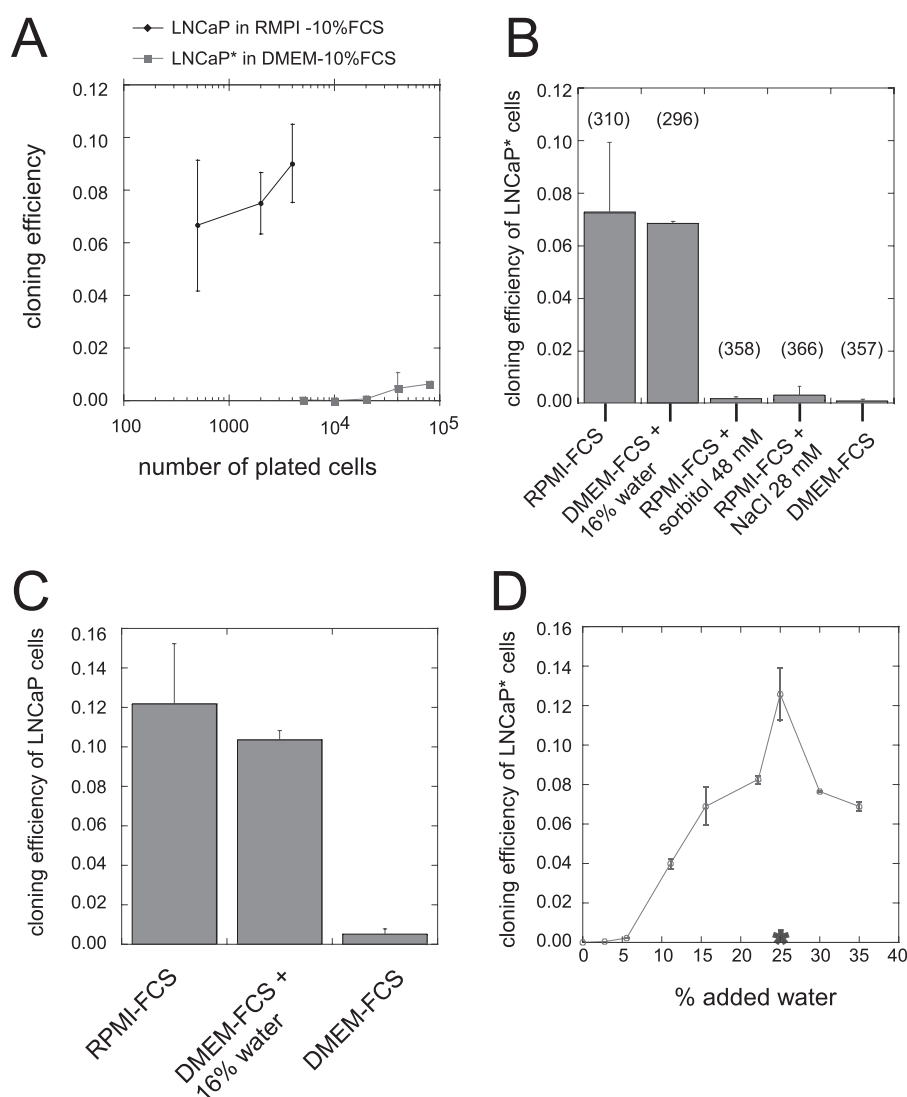 A
LNCaP in RMPI -10%FCS
LNCaP* in DMEM-10%FCS
cloning efficiency
0.12
0.10
0.08
0.06
0.04
0.02
0.00
100
1000
10^4
10^5
number of plated cells
B
cloning efficiency of LNCaP* cells
0.12
0.10
0.08
0.06
0.04
0.02
0.00
(310)
(296)
(358)
(366)
(357)
RPMI-FCS
DMEM-FCS +
16% water
RPMI-FCS +
sorbitol 48 mM
RPMI-FCS +
NaCl 28 mM
DMEM-FCS
C
cloning efficiency of LNCaP cells
0.16
0.14
0.12
0.10
0.08
0.06
0.04
0.02
0.00
RPMI-FCS
DMEM-FCS +
16% water
DMEM-FCS
D
cloning efficiency of LNCaP* cells
0.16
0.14
0.12
0.10
0.08
0.06
0.04
0.02
0.00
0
5
10
15
20
25
30
35
40
*
% added water